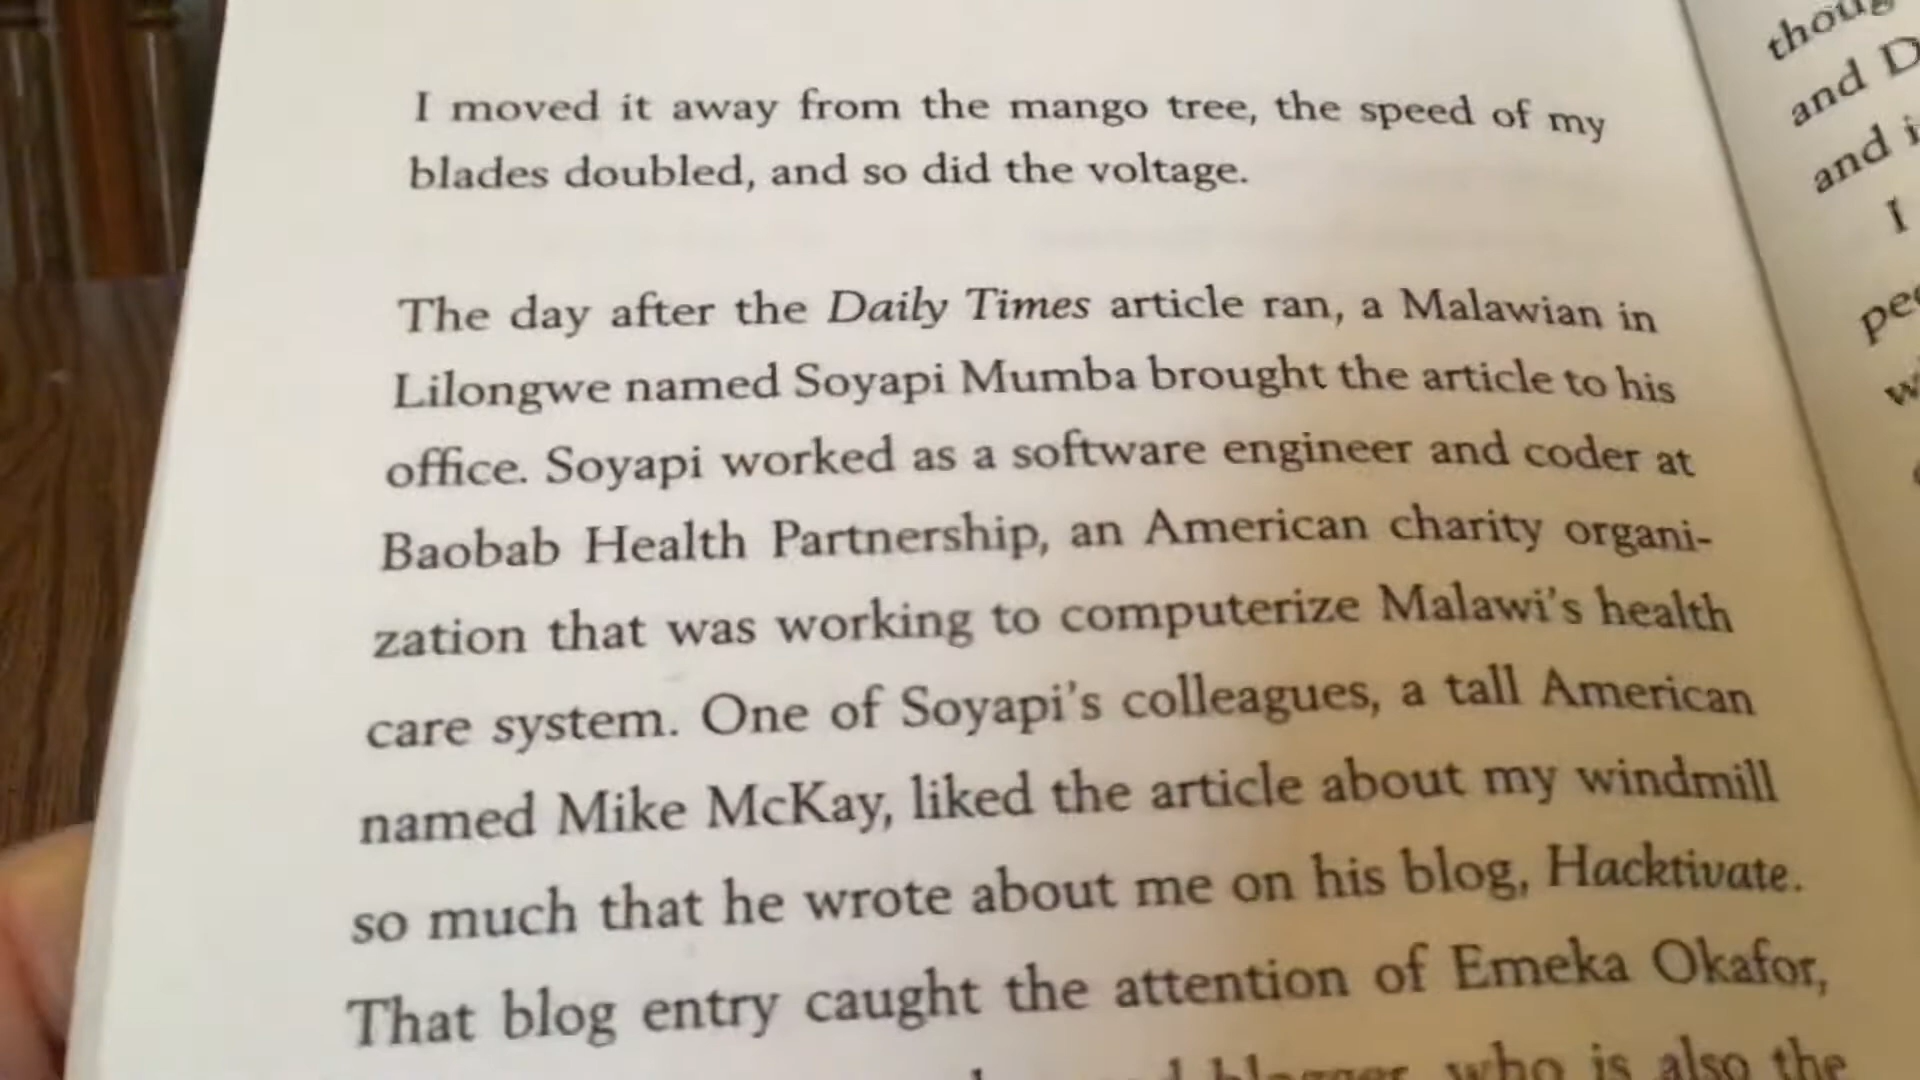 I moved it away from the mango tree, the speed of my
blades doubled, and so did the voltage.
The day after the Daily Times article ran, a Malawian in
Lilongwe named Soyapi Mumba brought the article to his
office. Soyapi worked as a software engineer and coder at
Baobab Health Partnership, an American charity organi-
zation that was working to computerize Malawi's health
care system. One of Soyapi's colleagues, a tall American
named Mike McKay, liked the article about my windmill
so much that he wrote about me on his blog, Hacktivate.
That blog entry caught the attention of Emeka Okafor,
blogger, who is also the
and
and
I